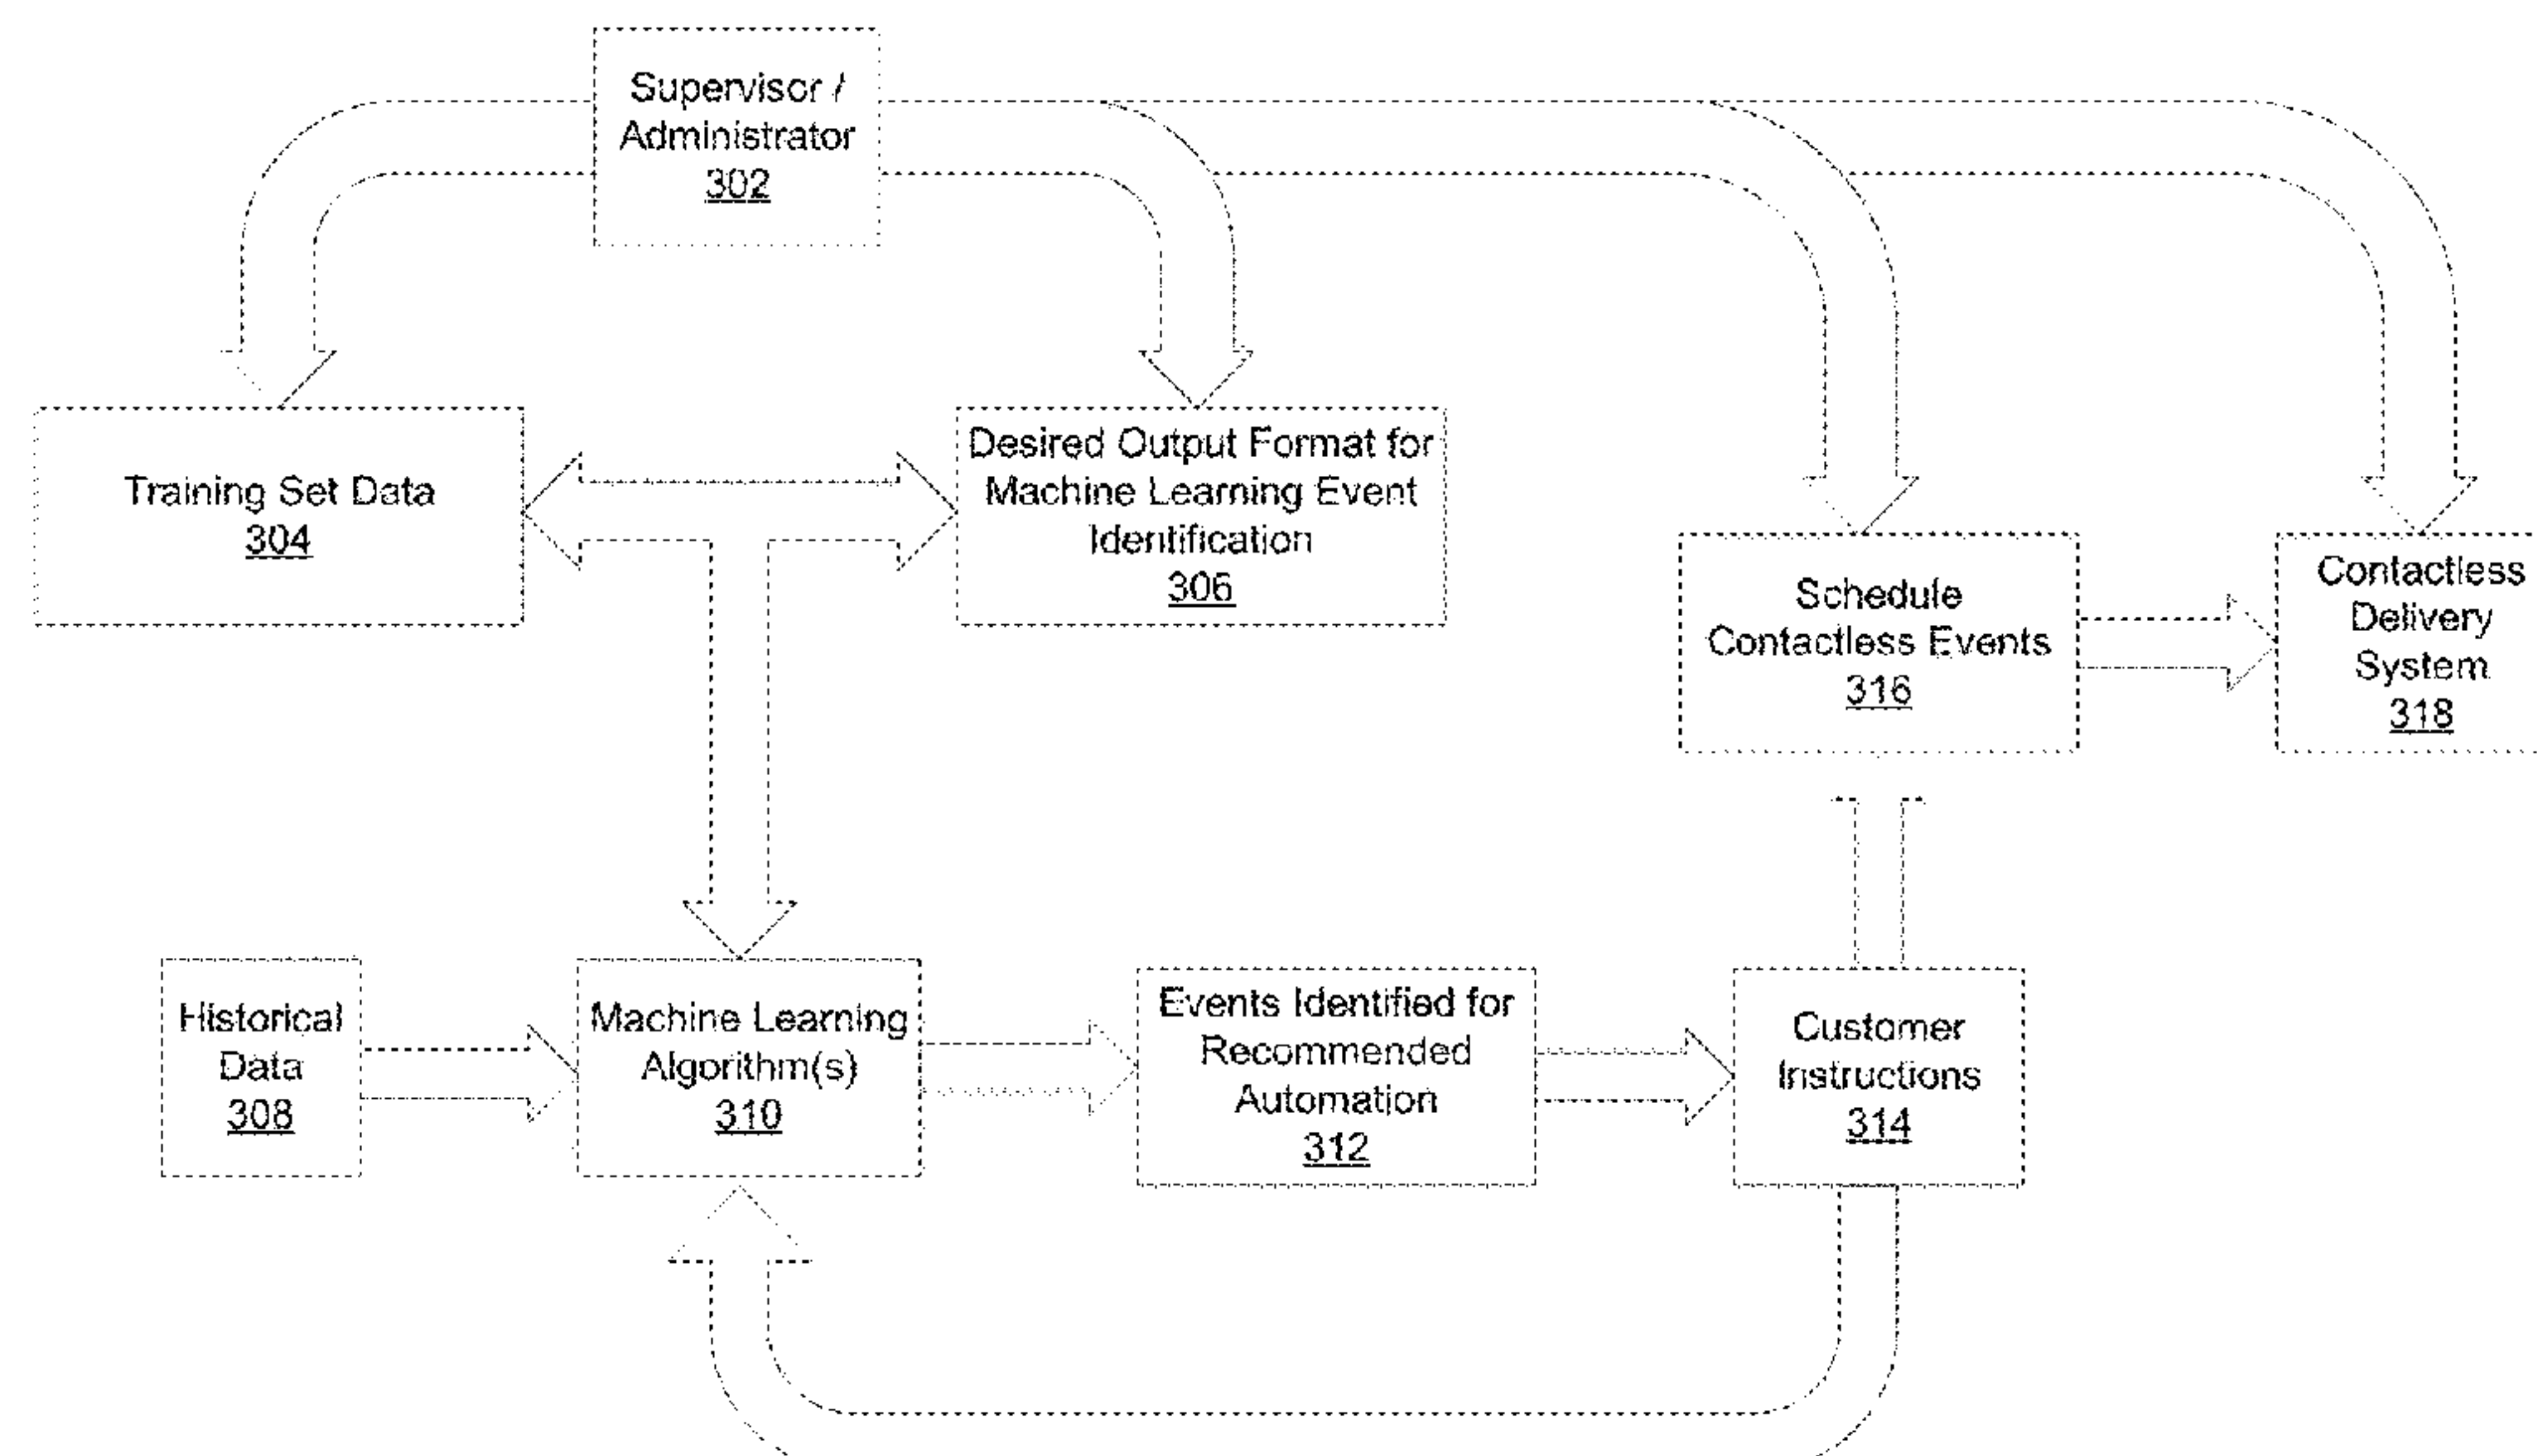 Supervisor /
Administrator
302
Training Set Data
304
Desired Output Format for
Machine Learning Event
Identification
306
Schedule
Contactless Events
316
Contactless
Delivery
System
318
Historical
Data
308
Machine Learning
Algorithm(s)
310
Events Identified for
Recommended
Automation
312
Customer
Instructions
314